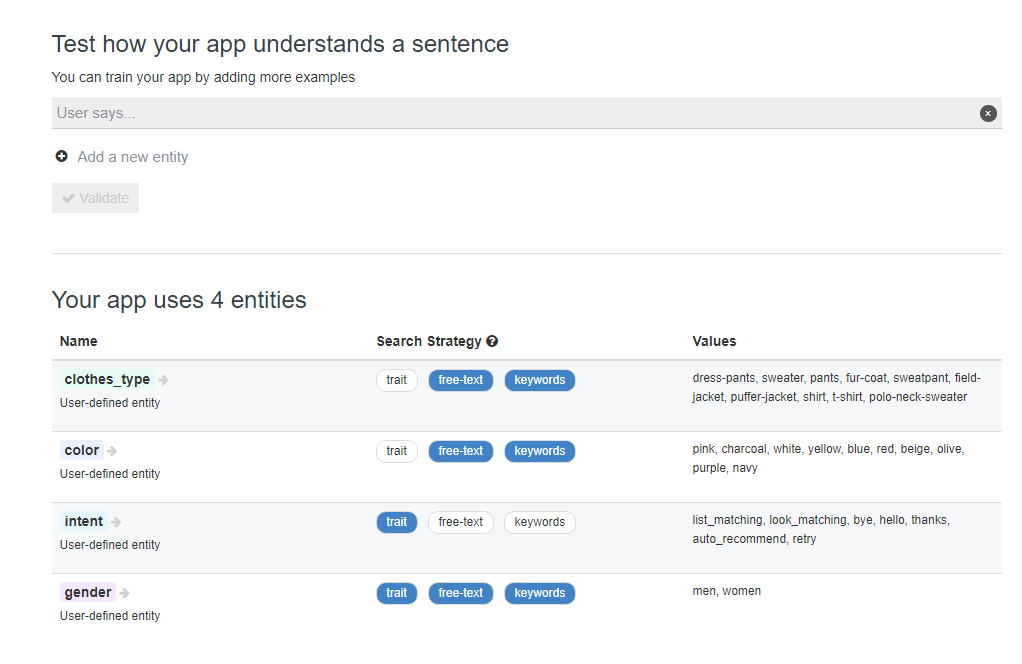 Test how your app understands a sentence
You can train your app by adding more examples
User says...
Add a new entity
Validate
Your app uses 4 entities
Name Search Strategy ? Values
clothes_type trait free-text keywords dress-pants, sweater, pants, fur-coat, sweatpant, field-
User-defined entity jacket, puffer-jacket, shirt, t-shirt, polo-neck-sweater
color trait free-text keywords pink, charcoal, white, yellow, blue, red, beige, olive,
User-defined entity purple, navy
intent trait free-text keywords list_matching, look_matching, bye, hello, thanks,
User-defined entity auto_recommend, retry
gender trait free-text keywords men, women
User-defined entity